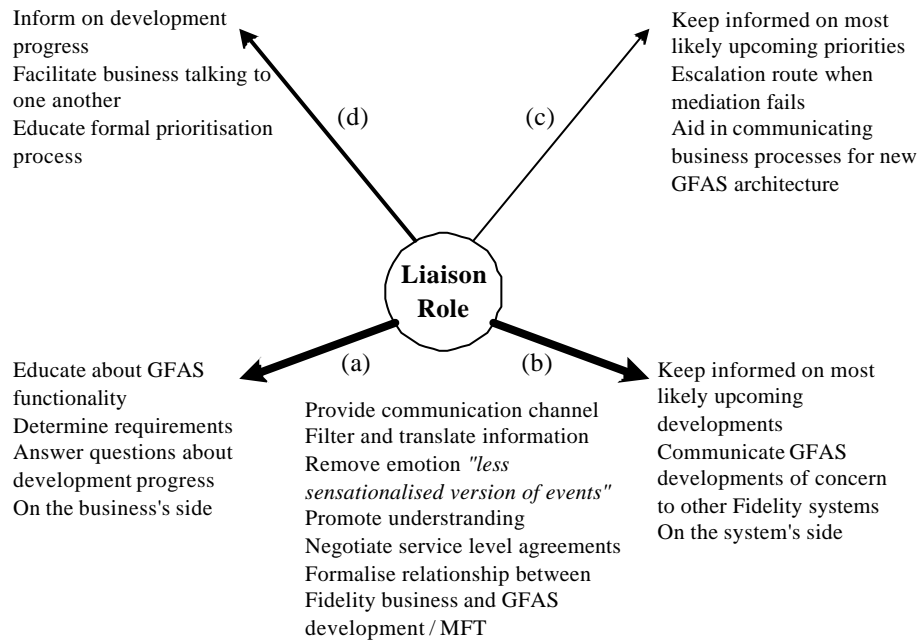 Inform on development
progress
Facilitate business talking to
one another
Educate formal prioritisation
process
(d)
(c)
Keep informed on most
likely upcoming priorities
Escalation route when
mediation fails
Aid in communicating
business processes for new
GFAS architecture
Liaison
Role
(a)
(b)
Educate about GFAS
functionality
Determine requirements
Answer questions about
development progress
On the business's side
Provide communication channel
Filter and translate information
Remove emotion "less
sensationalised version of events"
Promote understranding
Negotiate service level agreements
Formalise relationship between
Fidelity business and GFAS
development / MFT
Keep informed on most
likely upcoming
developments
Communicate GFAS
developments of concern
to other Fidelity systems
On the system's side